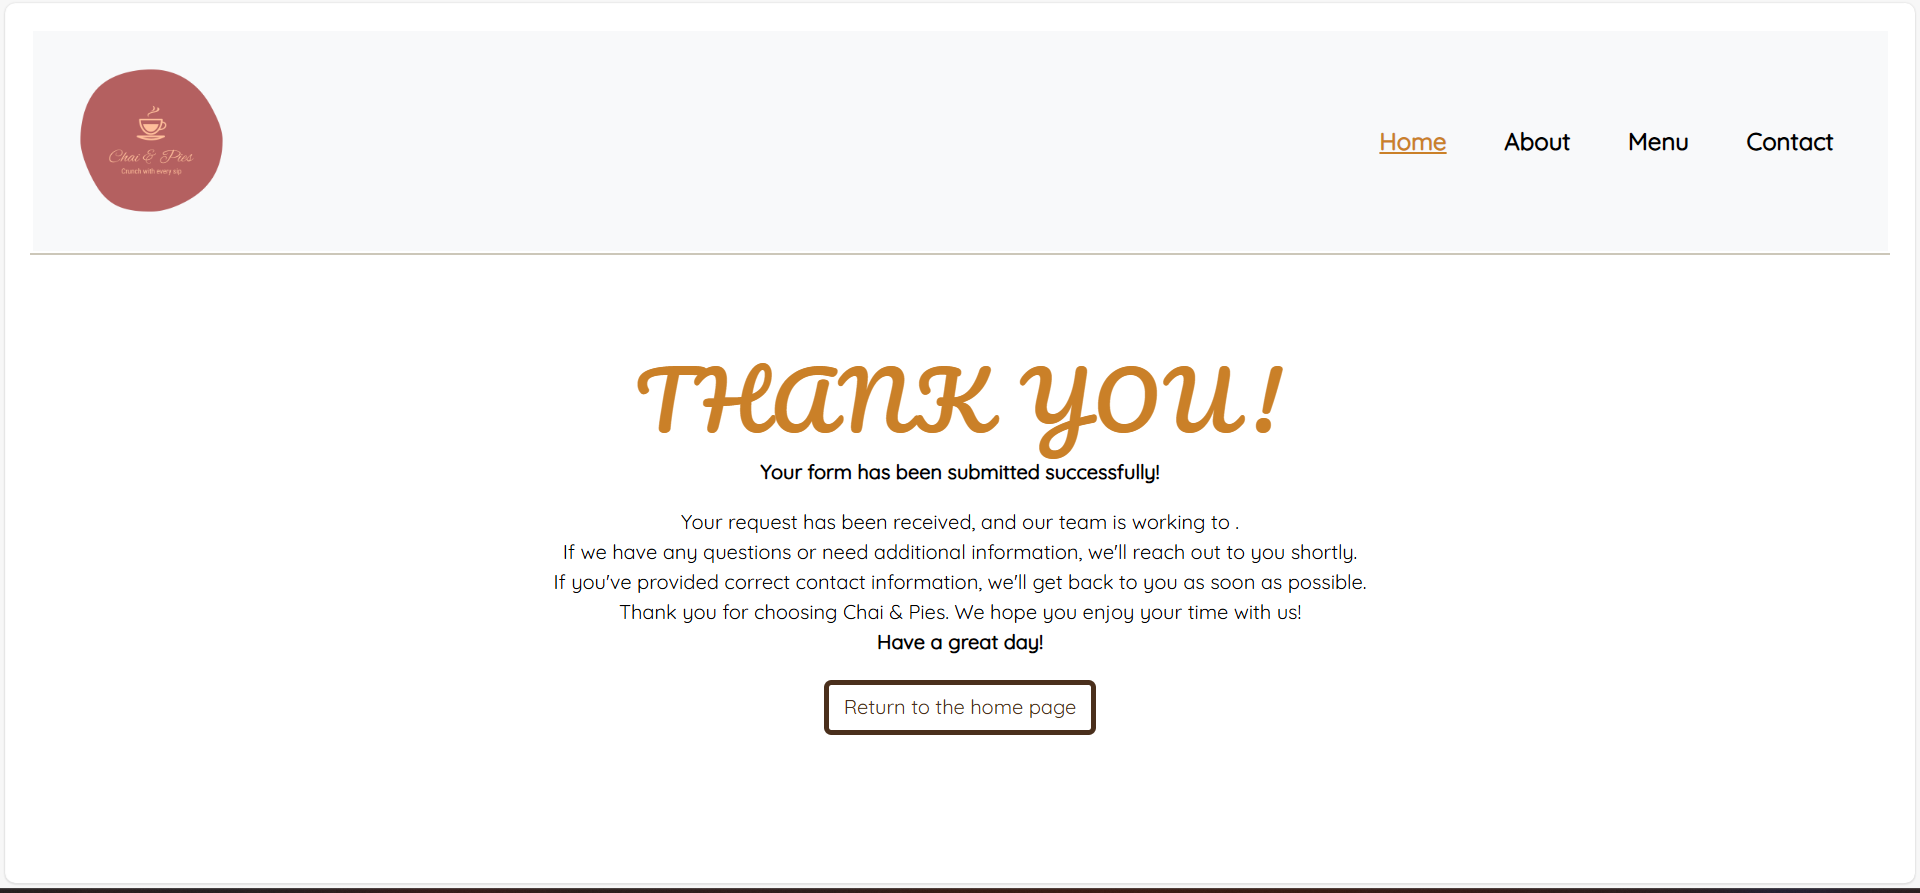 Chai & Pies
Crunch with every sip
Home About Menu Contact
THANK YOU!
Your form has been submitted successfully!
Your request has been received, and our team is working to .
If we have any questions or need additional information, we'll reach out to you shortly.
If you've provided correct contact information, we'll get back to you as soon as possible.
Thank you for choosing Chai & Pies. We hope you enjoy your time with us!
Have a great day!
Return to the home page